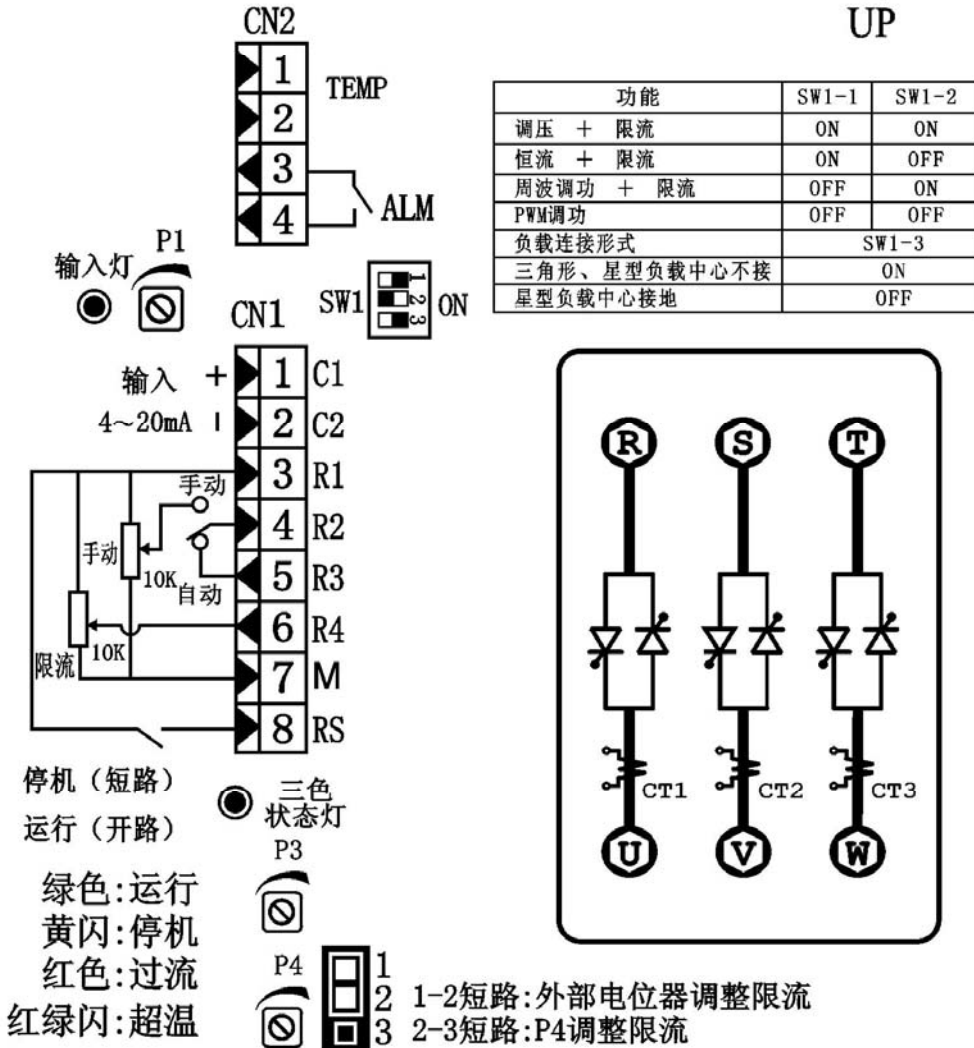 CN2
UP
1
TEMP
2
3
4
ALM
功能 SW1-1 SW1-2
调压 + 限流 ON ON
恒流 + 限流 ON OFF
周波调功 + 限流 OFF ON
PWM调功 OFF OFF
负载连接形式 SW1-3
三角形、星型负载中心不接 ON
星型负载中心接地 OFF
P1
输入灯
SW1
1
2
3
ON
CN1
输入 + 1 C1
4~20mA - 2 C2
3 R1
手动
4 R2
手动
10K
自动
5 R3
6 R4
限流
10K
7 M
8 RS
R S T
CT1 CT2 CT3
U V W
停机（短路）
运行（开路）
三色
状态灯
P3
绿色:运行
黄闪:停机
红色:过流
红绿闪:超温
P4
1
2 1-2短路:外部电位器调整限流
3 2-3短路:P4调整限流